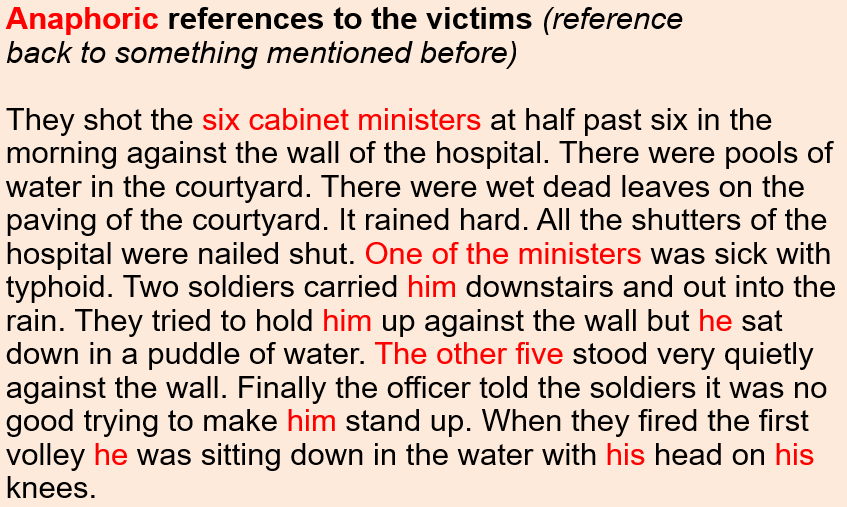 Anaphoric references to the victims (reference
back to something mentioned before)
They shot the six cabinet ministers at half past six in the
morning against the wall of the hospital. There were pools of
water in the courtyard. There were wet dead leaves on the
paving of the courtyard. It rained hard. All the shutters of the
hospital were nailed shut. One of the ministers was sick with
typhoid. Two soldiers carried him downstairs and out into the
rain. They tried to hold him up against the wall but he sat
down in a puddle of water. The other five stood very quietly
against the wall. Finally the officer told the soldiers it was no
good trying to make him stand up. When they fired the first
volley he was sitting down in the water with his head on his
knees.